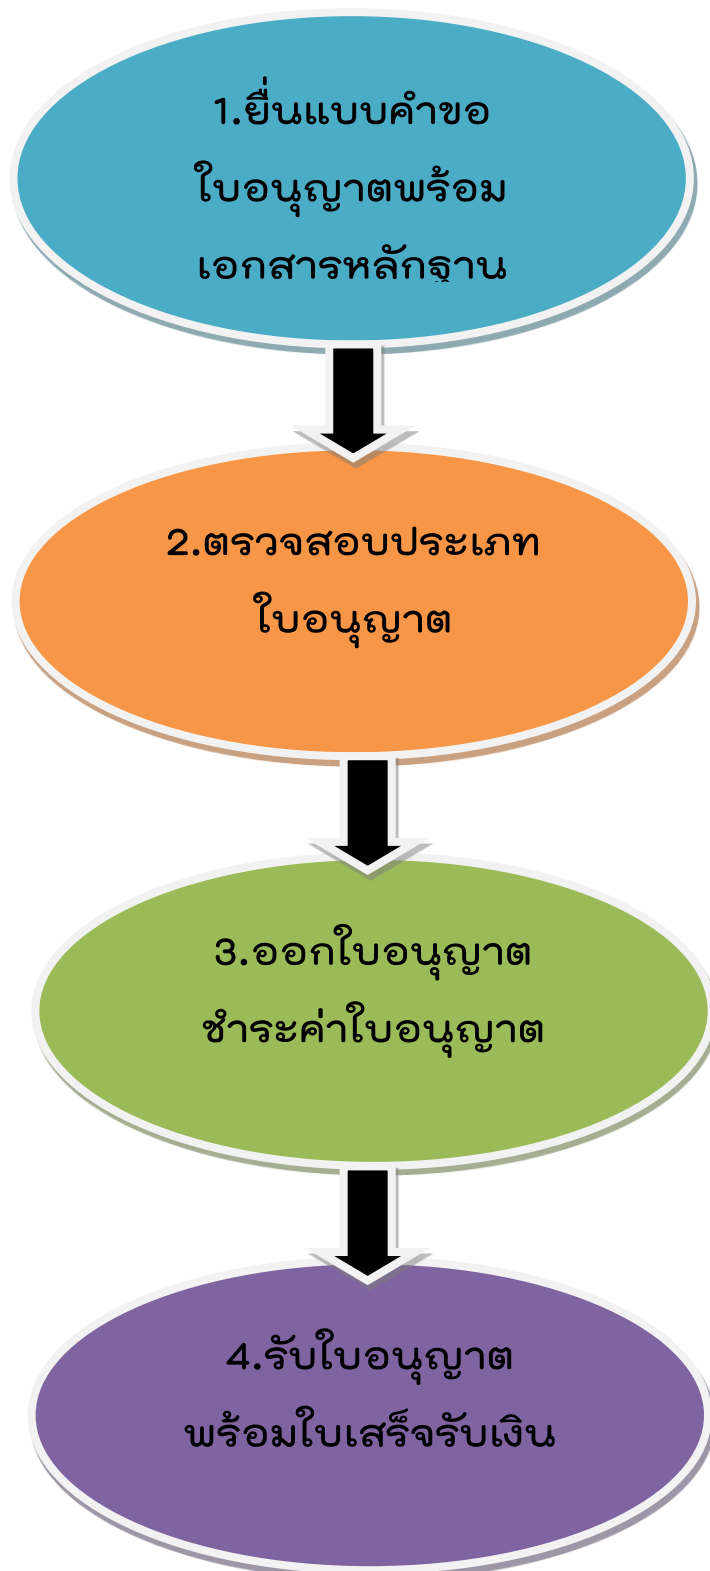 1.ยื่นแบบคำขอ
ใบอนุญาตพร้อม
เอกสารหลักฐาน
2.ตรวจสอบประเภท
ใบอนุญาต
3.ออกใบอนุญาต
ชำระค่าใบอนุญาต
4.รับใบอนุญาต
พร้อมใบเสร็จรับเงิน